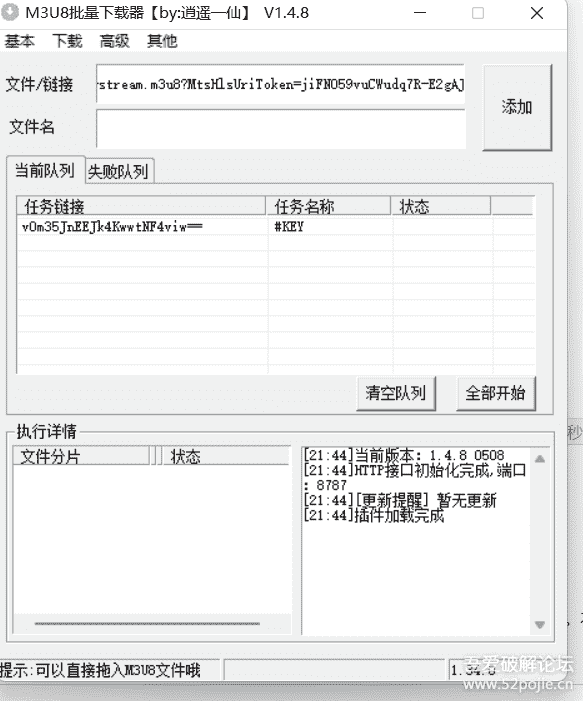 M3U8批量下载器【by:逍遥一仙】 V1.4.8
基本 下载 高级 其他
文件/链接
stream.m3u8?MtsHlsUriToken=jiFNO59vuCWudq7R-E2gAJ
添加
文件名
当前队列 失败队列
任务链接 任务名称 状态
vOm35JnEEJk4KwwtNF4viw== #KEY
清空队列 全部开始
秒
执行详情
文件分片 状态
[21:44]当前版本: 1.4.8 0508
[21:44]HTTP接口初始化完成,端口
: 8787
[21:44][更新提醒] 暂无更新
[21:44]插件加载完成
提示:可以直接拖入M3U8文件哦
吾爱破解论坛
www.52pojie.cn